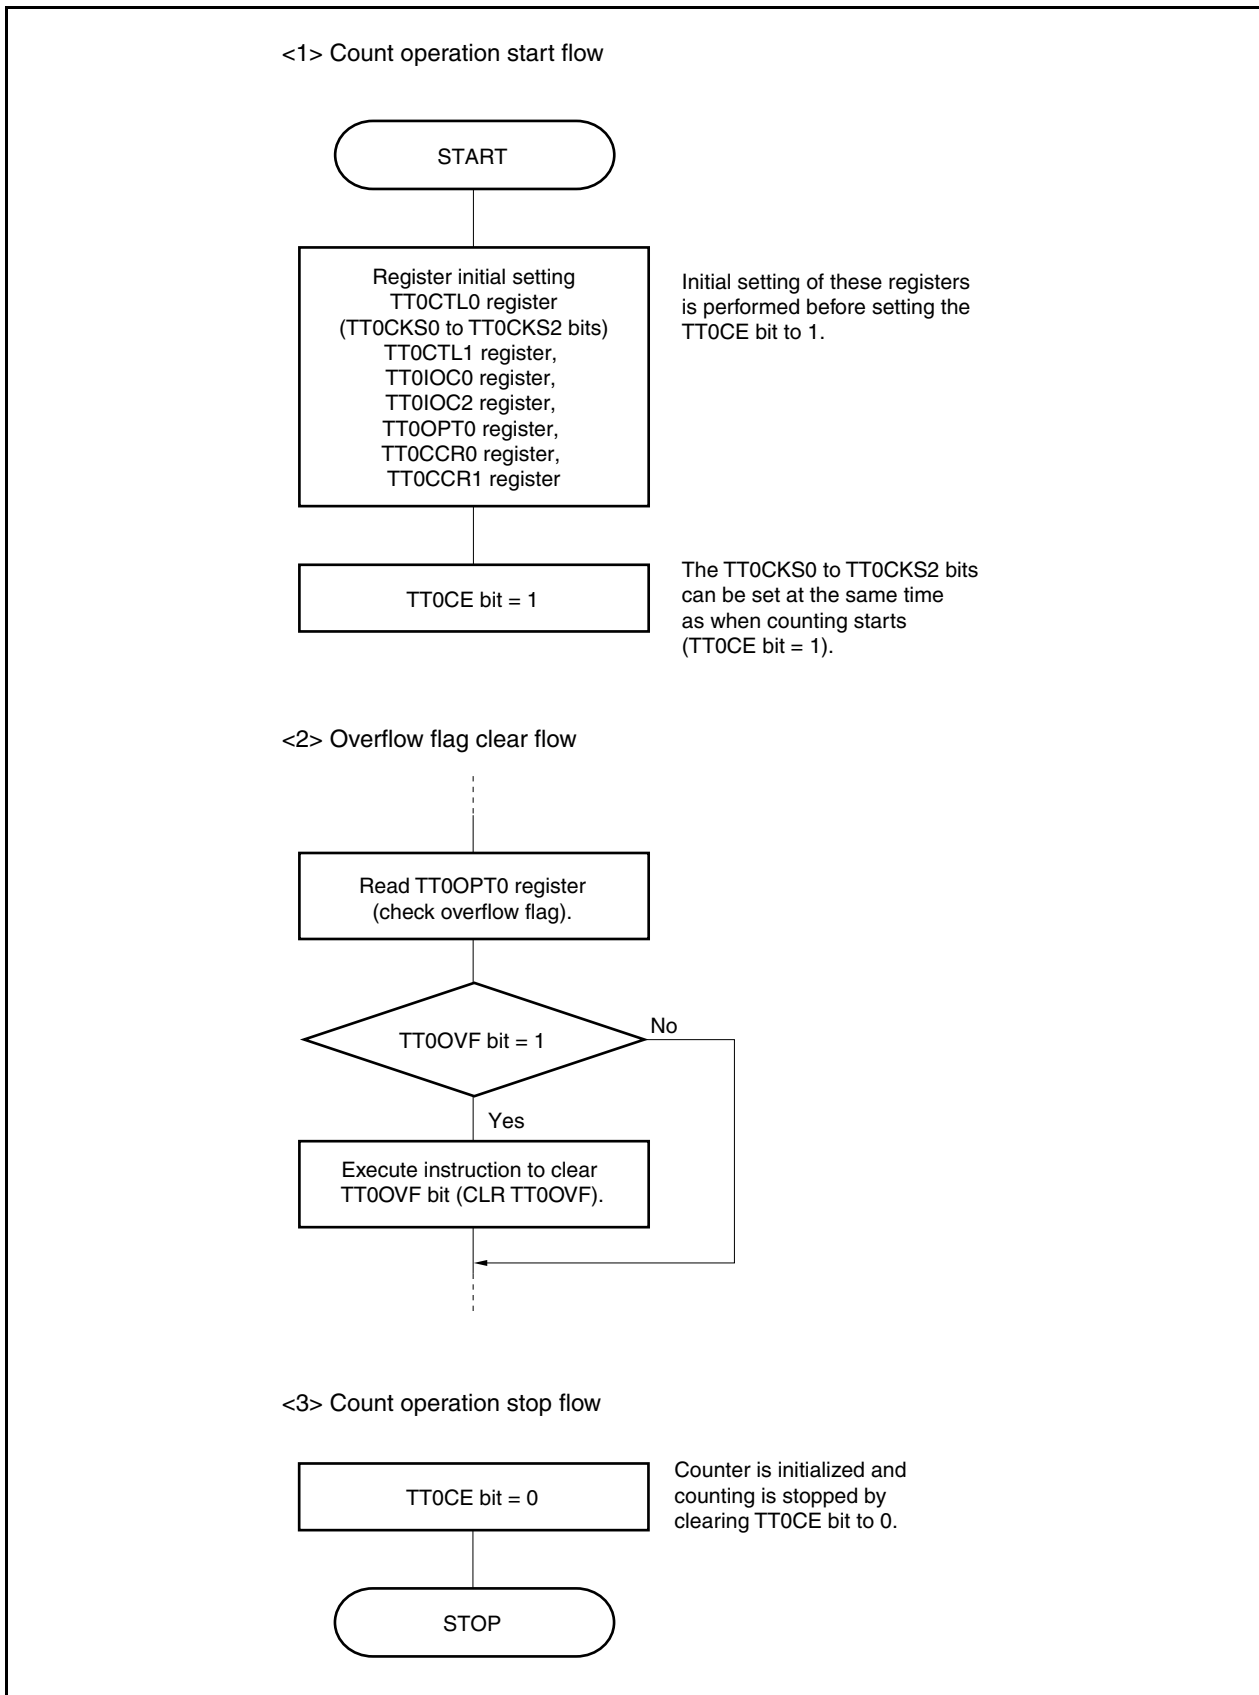 <1> Count operation start flow
START
Register initial setting
TT0CTL0 register
(TT0CKS0 to TT0CKS2 bits)
TT0CTL1 register,
TT0IOC0 register,
TT0IOC2 register,
TT0OPT0 register,
TT0CCR0 register,
TT0CCR1 register
Initial setting of these registers
is performed before setting the
TT0CE bit to 1.
TT0CE bit = 1
The TT0CKS0 to TT0CKS2 bits
can be set at the same time
as when counting starts
(TT0CE bit = 1).
<2> Overflow flag clear flow
Read TT0OPT0 register
(check overflow flag).
TT0OVF bit = 1
No
Yes
Execute instruction to clear
TT0OVF bit (CLR TT0OVF).
<3> Count operation stop flow
TT0CE bit = 0
Counter is initialized and
counting is stopped by
clearing TT0CE bit to 0.
STOP